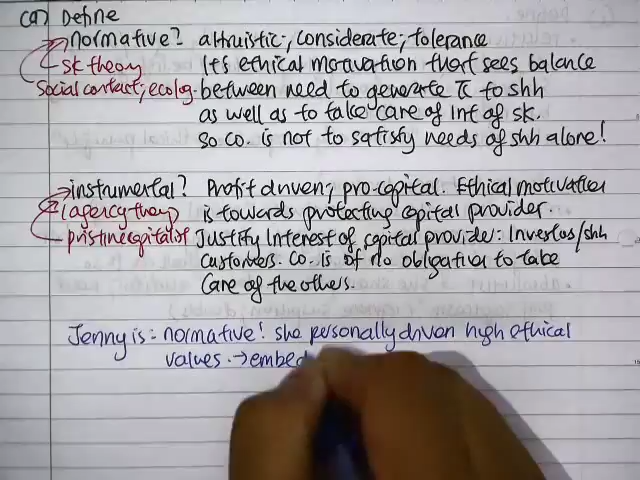 (a) Define
normative? altruistic; considerate; tolerance
sk theory It's ethical motivation that sees balance
Social contact; ecolog. between need to generate π to shh
as well as to take care of Int of sk.
So co. is not to satisfy needs of shh alone!
instrumental? Profit driven; pro-capital. Ethical motivation
agency theory is towards protecting capital provider.
pristine capitalist Justify Interest of capital provider: Investors/shh
customers. Co. is of no obligation to take
care of the others.
Jenny is: normative! she personally driven high ethical
values. → embed